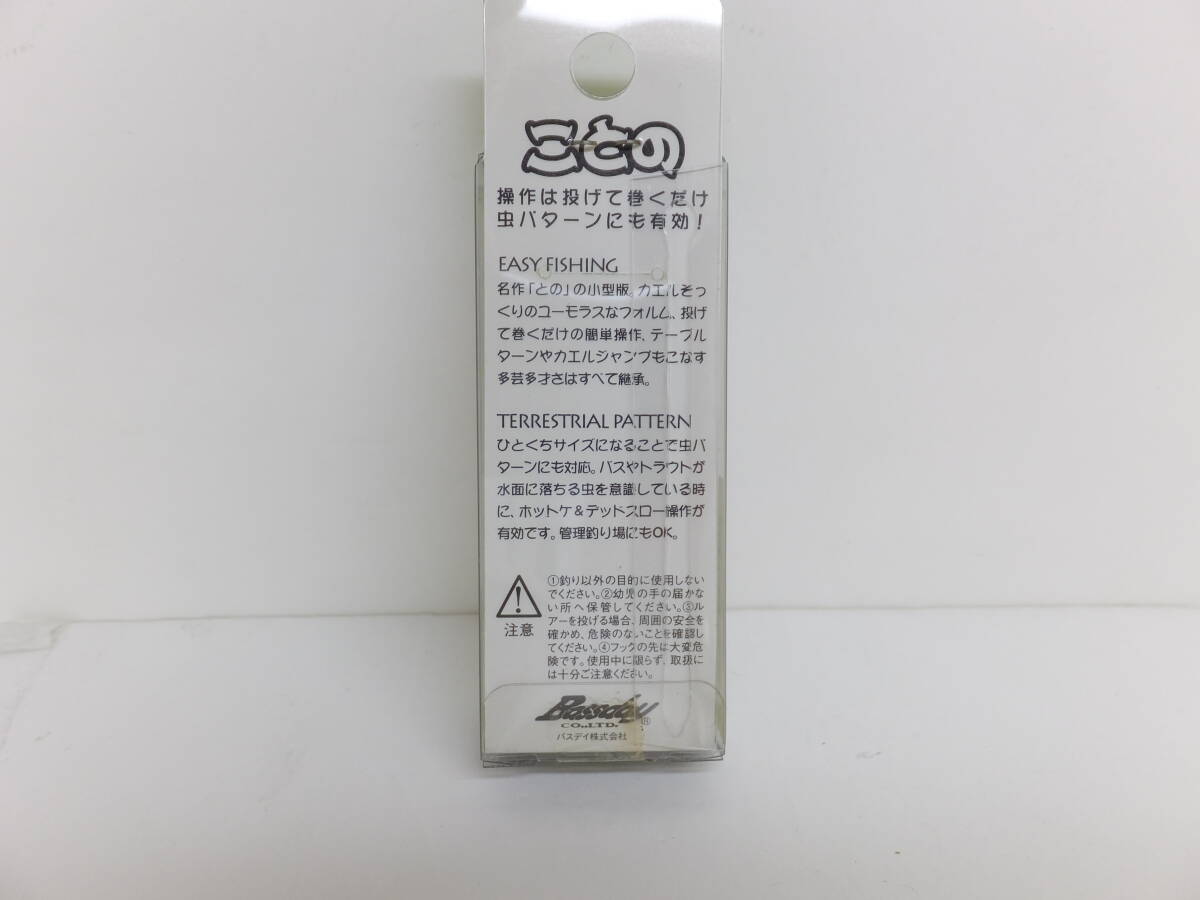 ことの
操作は投げて巻くだけ
虫パターンにも有効！
EASY FISHING
名作「との」の小型版。カエルそっ
くりのユーモラスなフォルム、投げ
て巻くだけの簡単操作、テーブル
ターンやカエルジャンプもこなす
多芸多才さはすべて継承。
TERRESTRIAL PATTERN
ひとくちサイズになることで虫パ
ターンにも対応。バスやトラウトが
水面に落ちる虫を意識している時
に、ホットケ&デッドスロー操作が
有効です。管理釣り場にもOK。
注意
①釣り以外の目的に使用しない
でください。②幼児の手の届かな
い所へ保管してください。③ル
アーを投げる場合、周囲の安全を
確かめ、危険のないことを確認し
てください。④フックの先は大変危
険です。使用中に限らず、取扱に
は十分ご注意ください。
Bassday®
CO.,LTD.
バスデイ株式会社